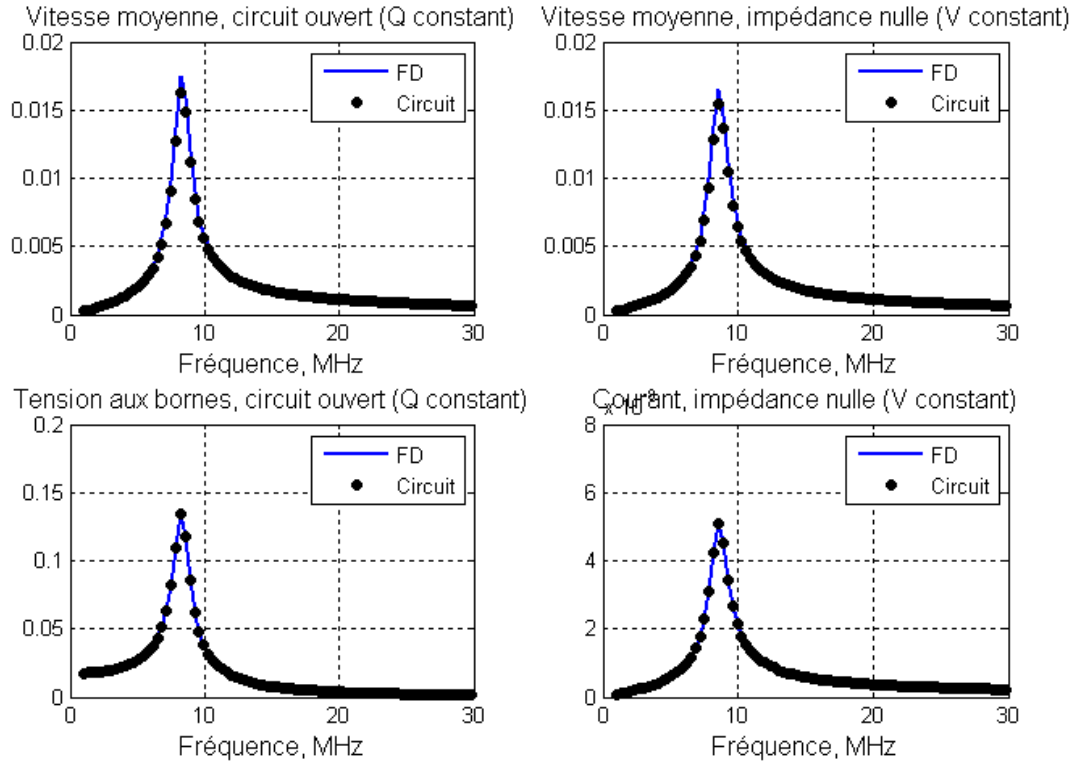 Vitesse moyenne, circuit ouvert (Q constant)
0.02
0.015
0.01
0.005
0
0 10 20 30
FD
Circuit
Fréquence, MHz
Vitesse moyenne, impédance nulle (V constant)
0.02
0.015
0.01
0.005
0
0 10 20 30
FD
Circuit
Fréquence, MHz
Tension aux bornes, circuit ouvert (Q constant)
0.2
0.15
0.1
0.05
0
0 10 20 30
FD
Circuit
Fréquence, MHz
Courant, impédance nulle (V constant)
8
6
4
2
0
0 10 20 30
FD
Circuit
Fréquence, MHz